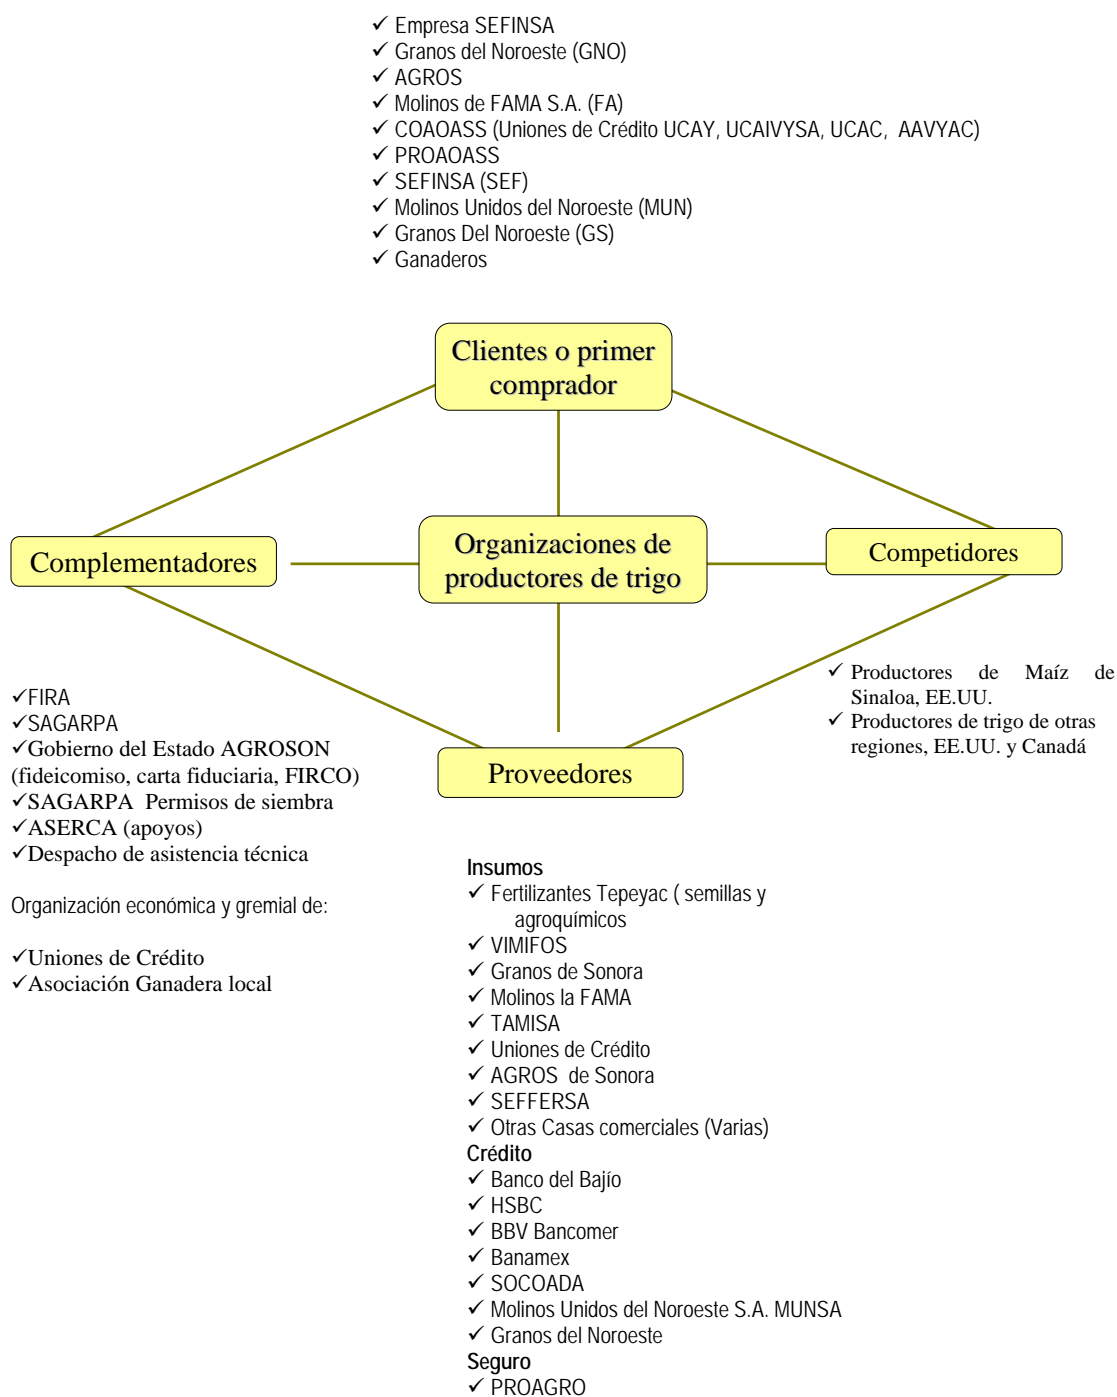 ✓ Empresa SEFINSA
✓ Granos del Noroeste (GNO)
✓ AGROS
✓ Molinos de FAMA S.A. (FA)
✓ COAOASS (Uniones de Crédito UCAY, UCAIVYSA, UCAC, AAVYAC)
✓ PROAOASS
✓ SEFINSA (SEF)
✓ Molinos Unidos del Noroeste (MUN)
✓ Granos Del Noroeste (GS)
✓ Ganaderos
Clientes o primer
comprador
Complementadores
Organizaciones de
productores de trigo
Competidores
✓FIRA
✓SAGARPA
✓Gobierno del Estado AGROSON
(fideicomiso, carta fiduciaria, FIRCO)
✓SAGARPA Permisos de siembra
✓ASERCA (apoyos)
✓Despacho de asistencia técnica
Organización económica y gremial de:
✓Uniones de Crédito
✓Asociación Ganadera local
✓ Productores de Maíz de
Sinaloa, EE.UU.
✓ Productores de trigo de otras
regiones, EE.UU. y Canadá
Proveedores
Insumos
✓ Fertilizantes Tepeyac ( semillas y
agroquímicos
✓ VIMIFOS
✓ Granos de Sonora
✓ Molinos la FAMA
✓ TAMISA
✓ Uniones de Crédito
✓ AGROS de Sonora
✓ SEFFERSA
✓ Otras Casas comerciales (Varias)
Crédito
✓ Banco del Bajío
✓ HSBC
✓ BBV Bancomer
✓ Banamex
✓ SOCOADA
✓ Molinos Unidos del Noroeste S.A. MUNSA
✓ Granos del Noroeste
Seguro
✓ PROAGRO